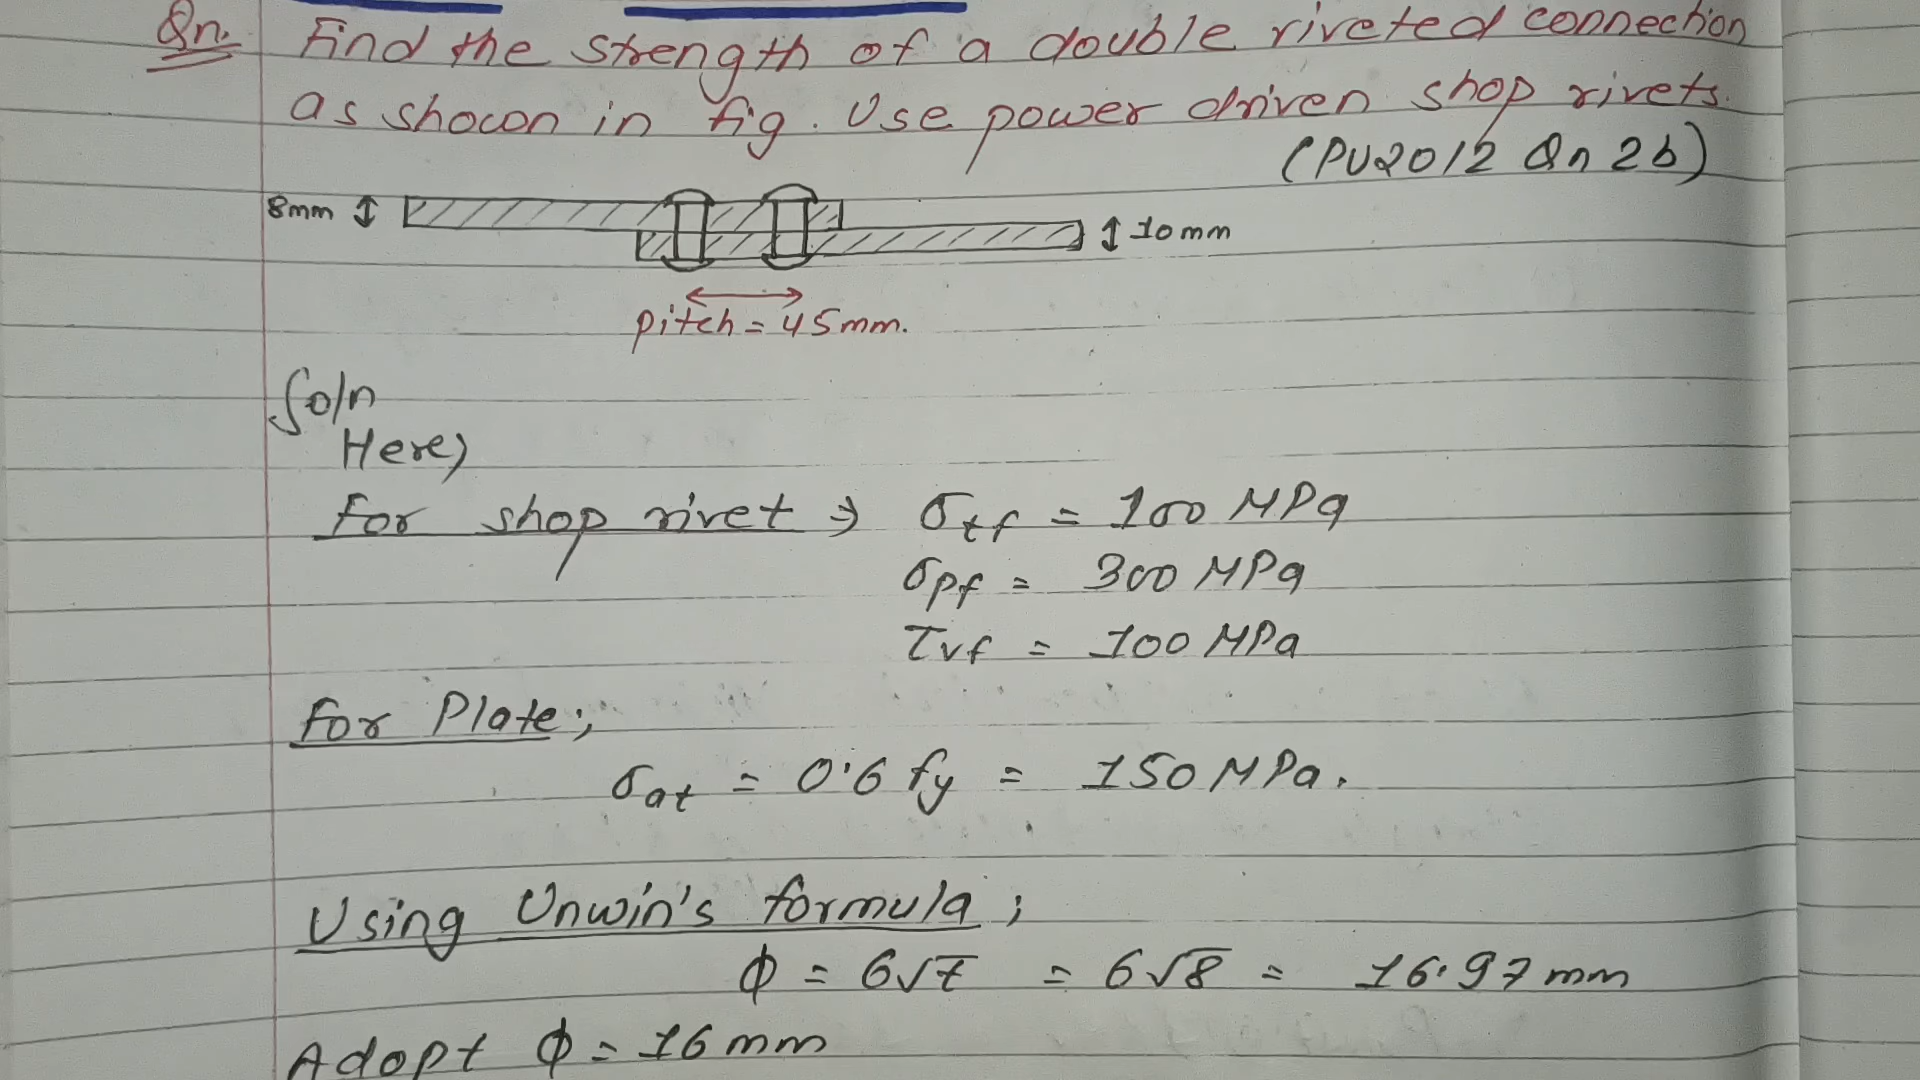 Qn. Find the strength of a double riveted connection
as shown in fig. Use power driven shop rivets.
(PU2012 Qn 2b)
8mm
10mm
pitch = 45mm.
Soln
Here,
For shop rivet ⇒ σtf = 100 MPa
σpf = 300 MPa
τvf = 100 MPa
For Plate;
σat = 0.6 fy = 150 MPa.
Using Unwin's formula;
ϕ = 6√t = 6√8 = 16.97 mm
Adopt ϕ = 16 mm